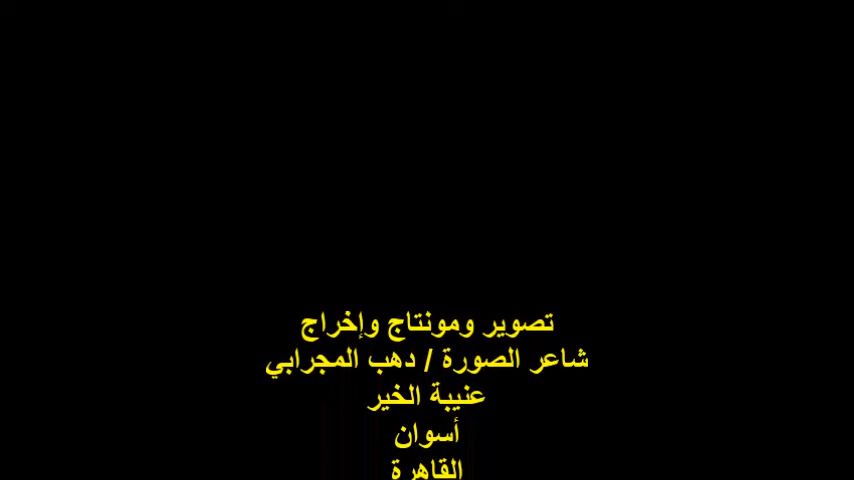 تصوير ومونتاج وإخراج
شاعر الصورة / دهب المجرابي
عنيبة الخير
أسوان
القاهرة